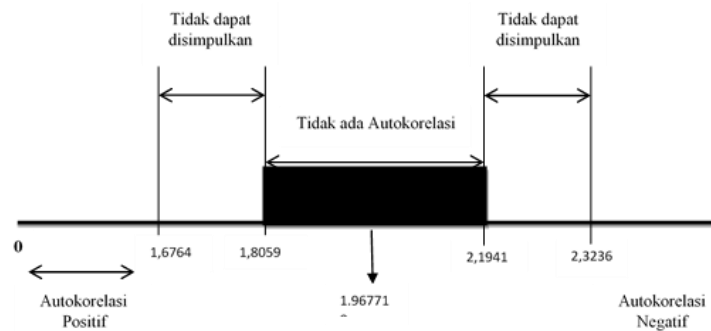 Tidak dapat
disimpulkan
Tidak dapat
disimpulkan
Tidak ada Autokorelasi
0
1,6764
1,8059
2,1941
2,3236
Autokorelasi
Positif
1.96771
Autokorelasi
Negatif